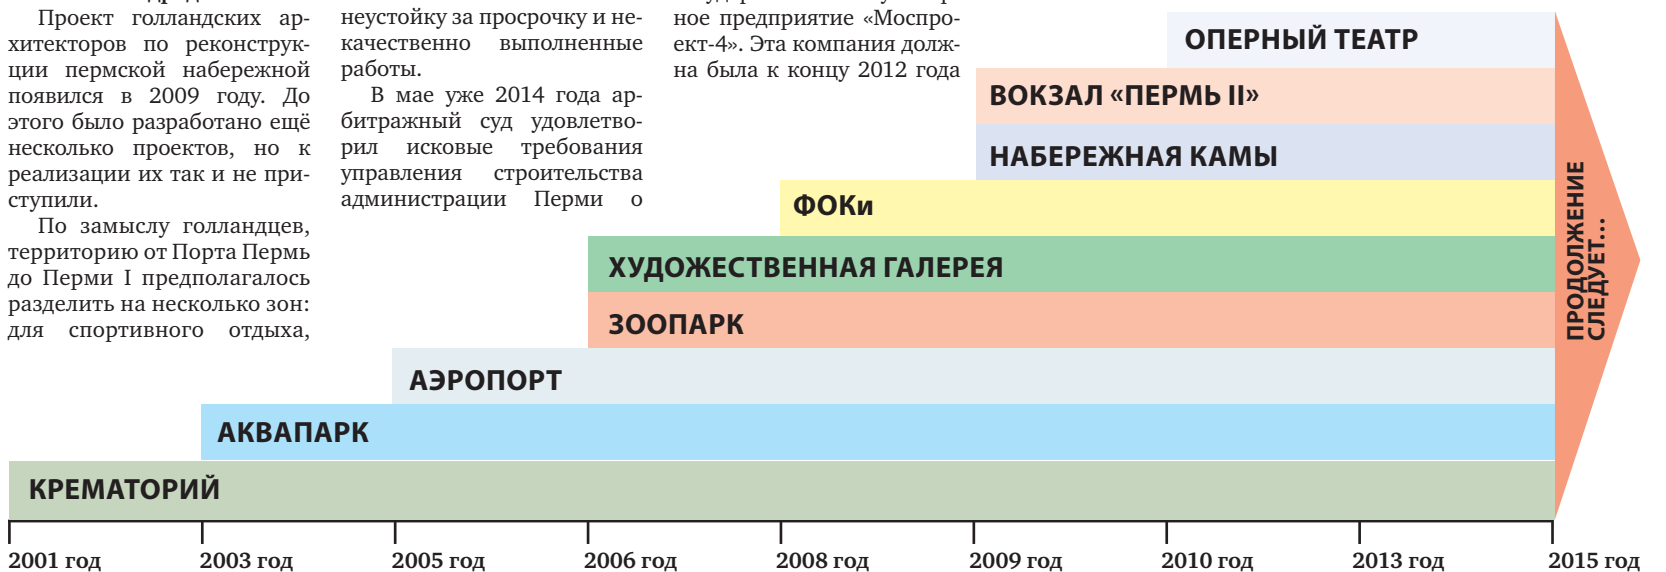 Проект голландских ар-
хитекторов по реконструк-
ции пермской набережной
появился в 2009 году. До
этого было разработано ещё
несколько проектов, но к
реализации их так и не при-
ступили.
По замыслу голландцев,
территорию от Порта Пермь
до Перми I предполагалось
разделить на несколько зон:
для спортивного отдыха,
неустойку за просрочку и не-
качественно выполненные
работы.
В мае уже 2014 года ар-
битражный суд удовлетво-
рил исковые требования
управления строительства
администрации Перми о
ное предприятие «Моспро-
ект-4». Эта компания долж-
на была к концу 2012 года
ОПЕРНЫЙ ТЕАТР
ВОКЗАЛ «ПЕРМЬ II»
НАБЕРЕЖНАЯ КАМЫ
ФОКи
ХУДОЖЕСТВЕННАЯ ГАЛЕРЕЯ
ЗООПАРК
АЭРОПОРТ
АКВАПАРК
КРЕМАТОРИЙ
ПРОДОЛЖЕНИЕ
СЛЕДУЕТ...
2001 год 2003 год 2005 год 2006 год 2008 год 2009 год 2010 год 2013 год 2015 год